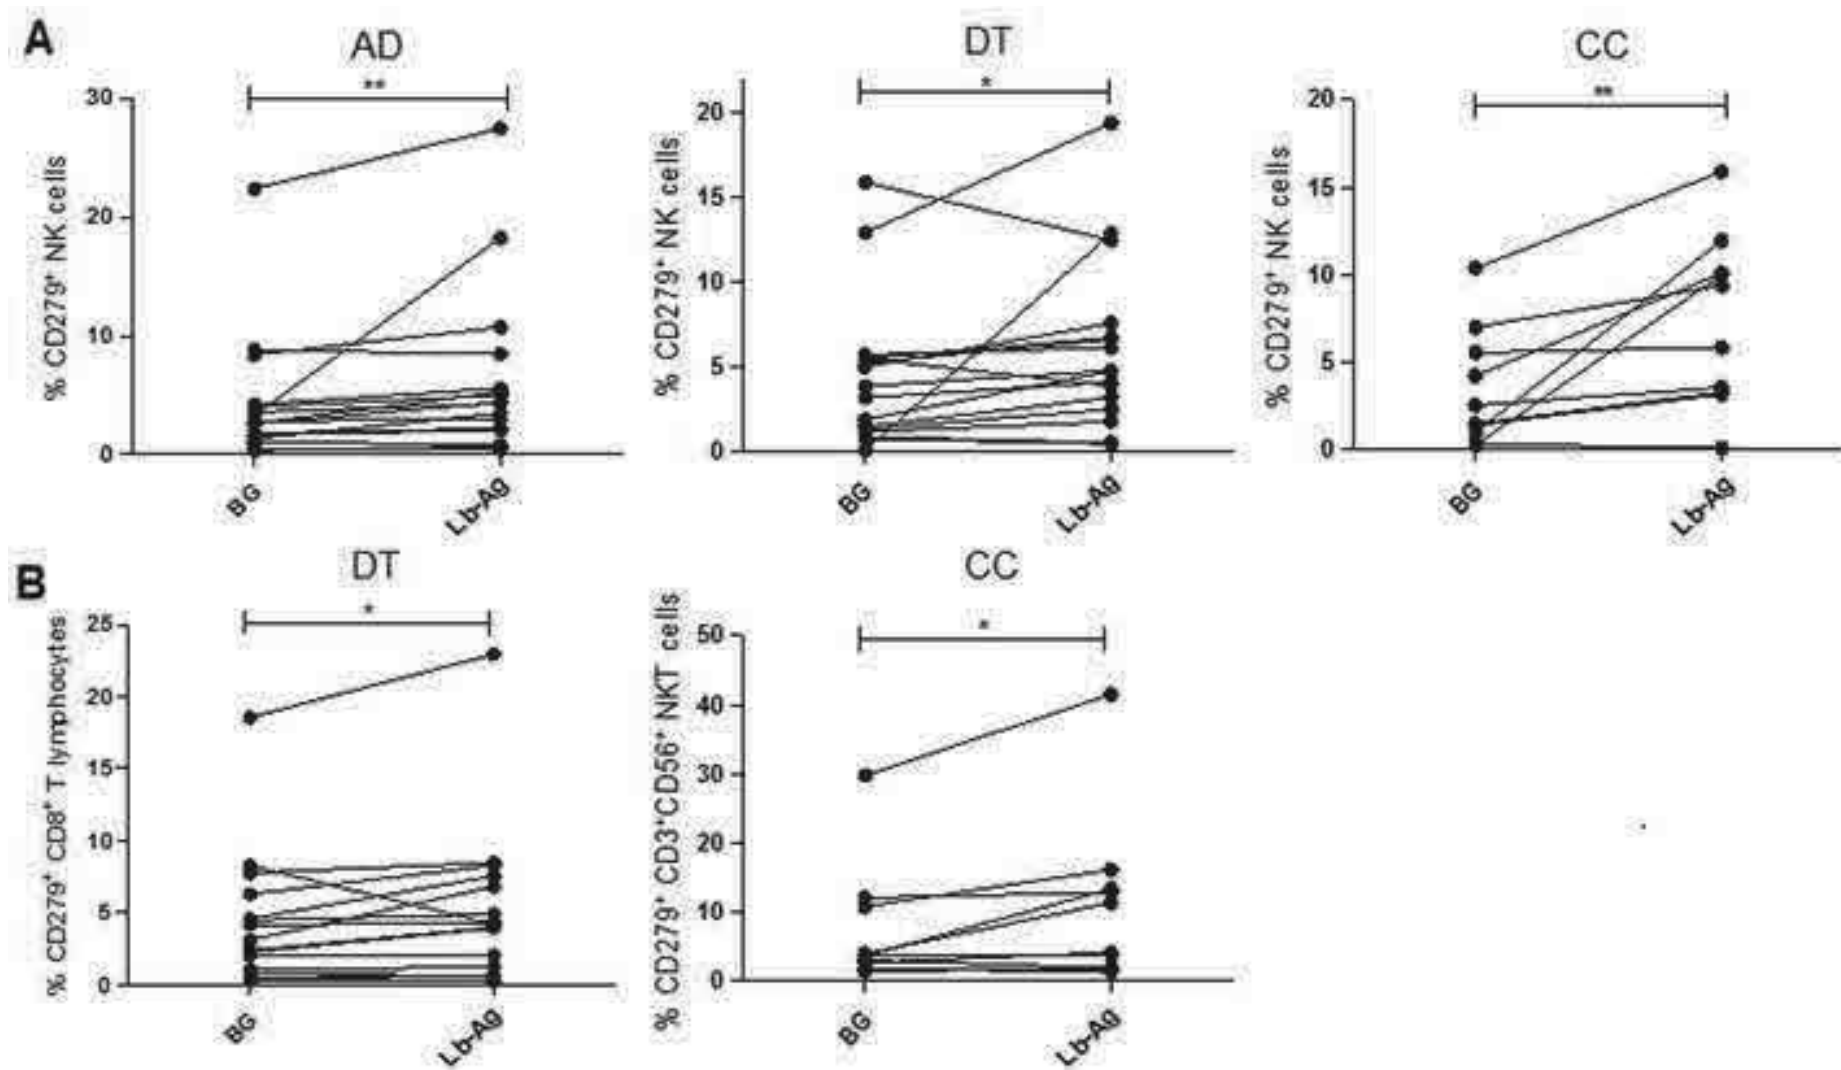 A
AD
DT
CC
**
*
**
% CD279⁺ NK cells
30
20
10
0
BG
Lb-Ag
% CD279⁺ NK cells
20
15
10
5
0
BG
Lb-Ag
% CD279⁺ NK cells
20
15
10
5
0
BG
Lb-Ag
B
DT
CC
*
*
% CD279⁺ CD8⁺ T lymphocytes
25
20
15
10
5
0
BG
Lb-Ag
% CD279⁺ CD3⁺CD56⁺ NKT cells
50
40
30
20
10
0
BG
Lb-Ag